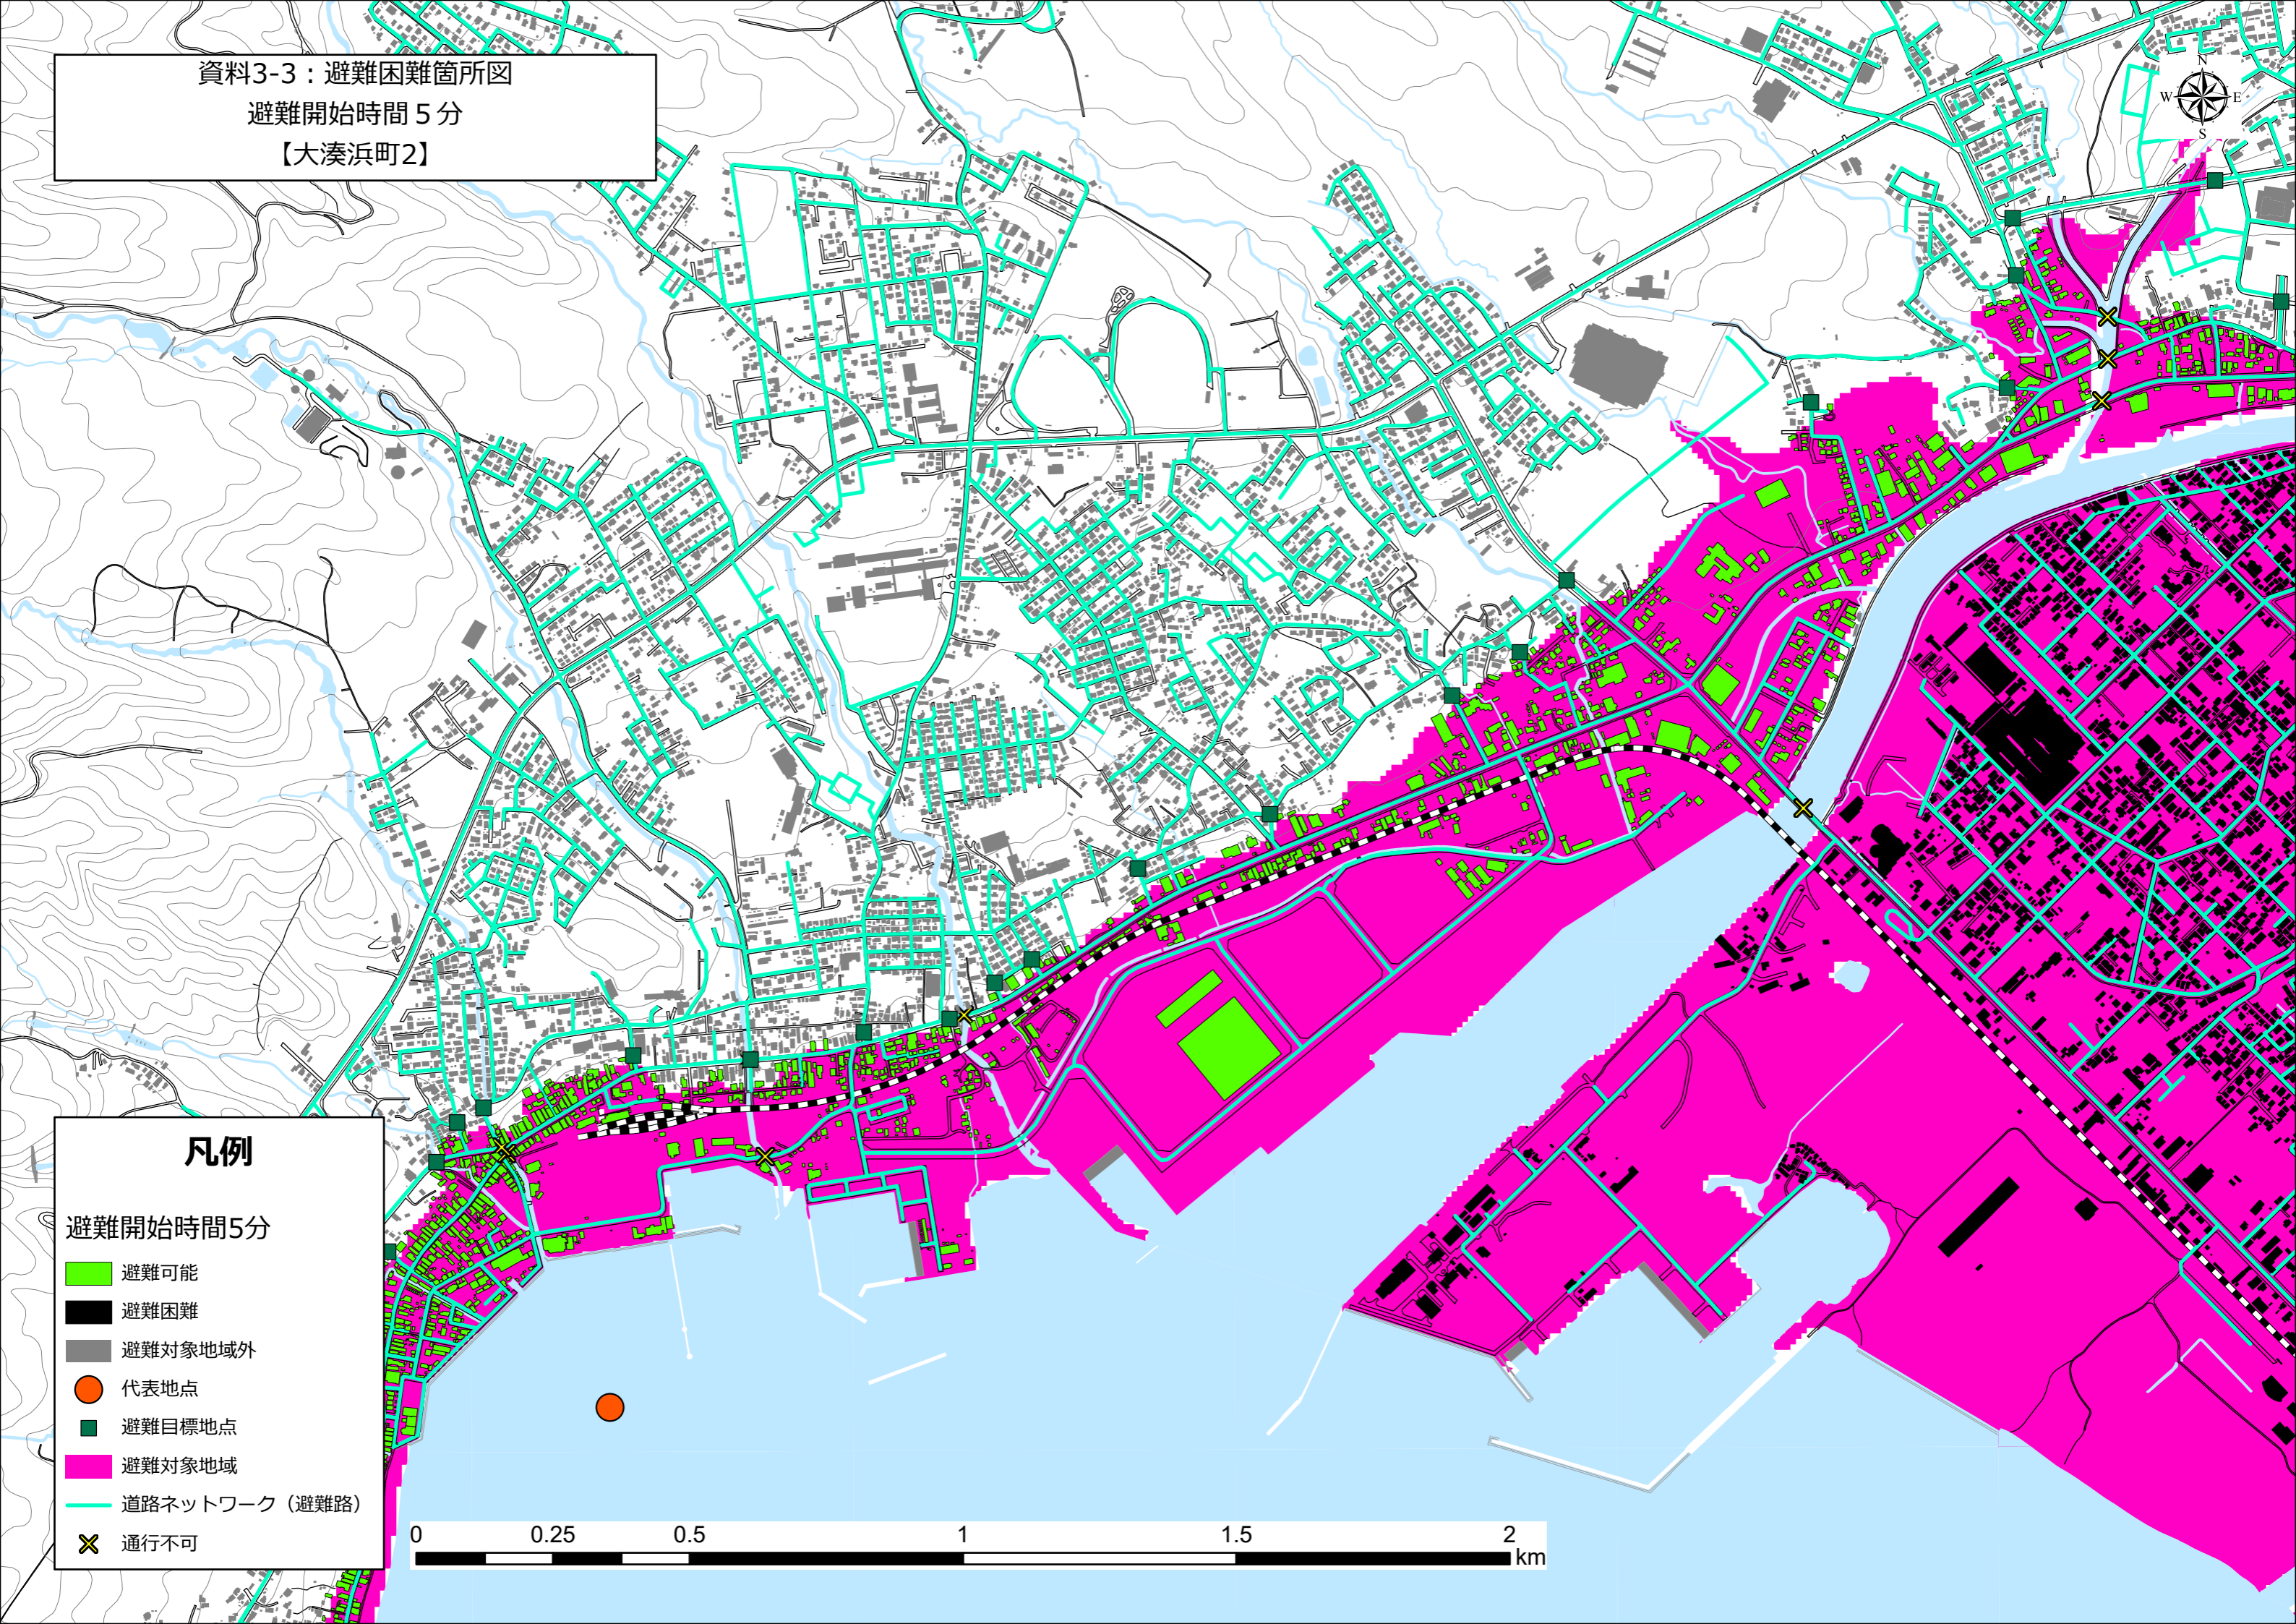 資料3-3：避難困難箇所図
避難開始時間５分
【大湊浜町2】
N
W
E
S
凡例
避難開始時間5分
避難可能
避難困難
避難対象地域外
代表地点
避難目標地点
避難対象地域
道路ネットワーク（避難路）
通行不可
0 0.25 0.5 1 1.5 2
km